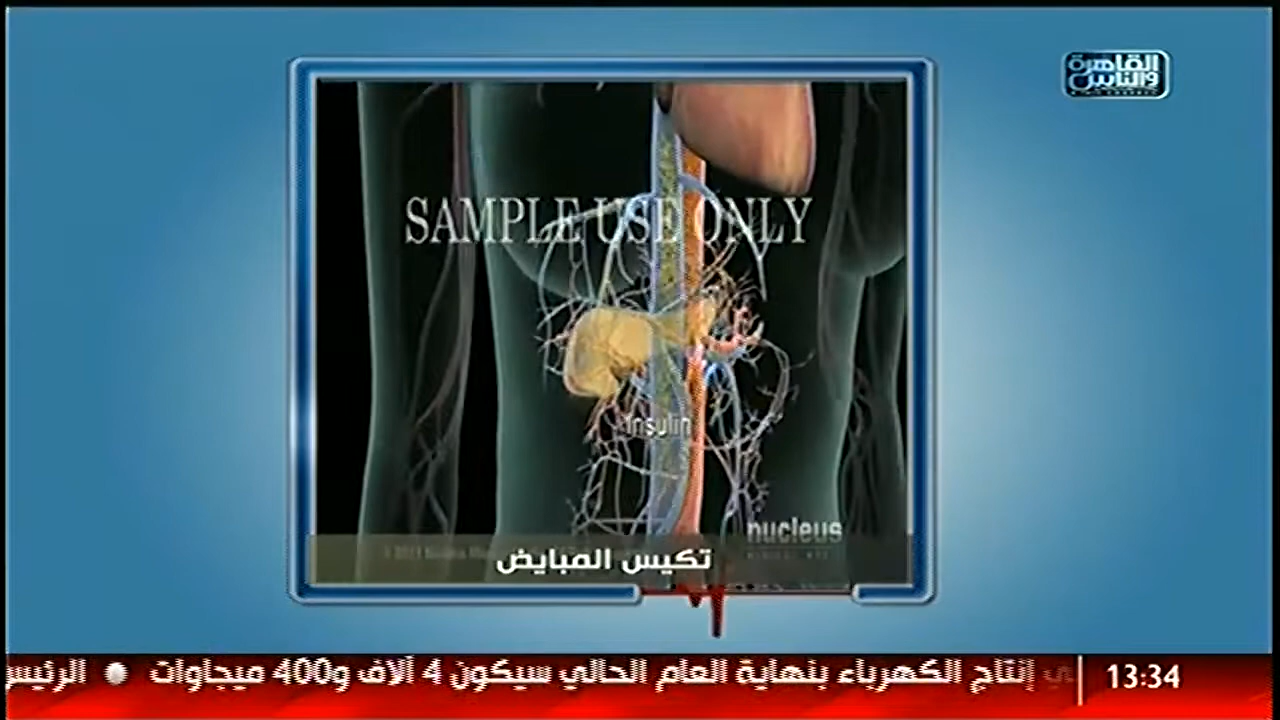 القاهرة
والناس
SAMPLE USE ONLY
Insulin
nucleus
تكيس المبايض
إنتاج الكهرباء بنهاية العام الحالي سيكون 4 آلاف و400 ميجاوات ● الرئيس
13:34